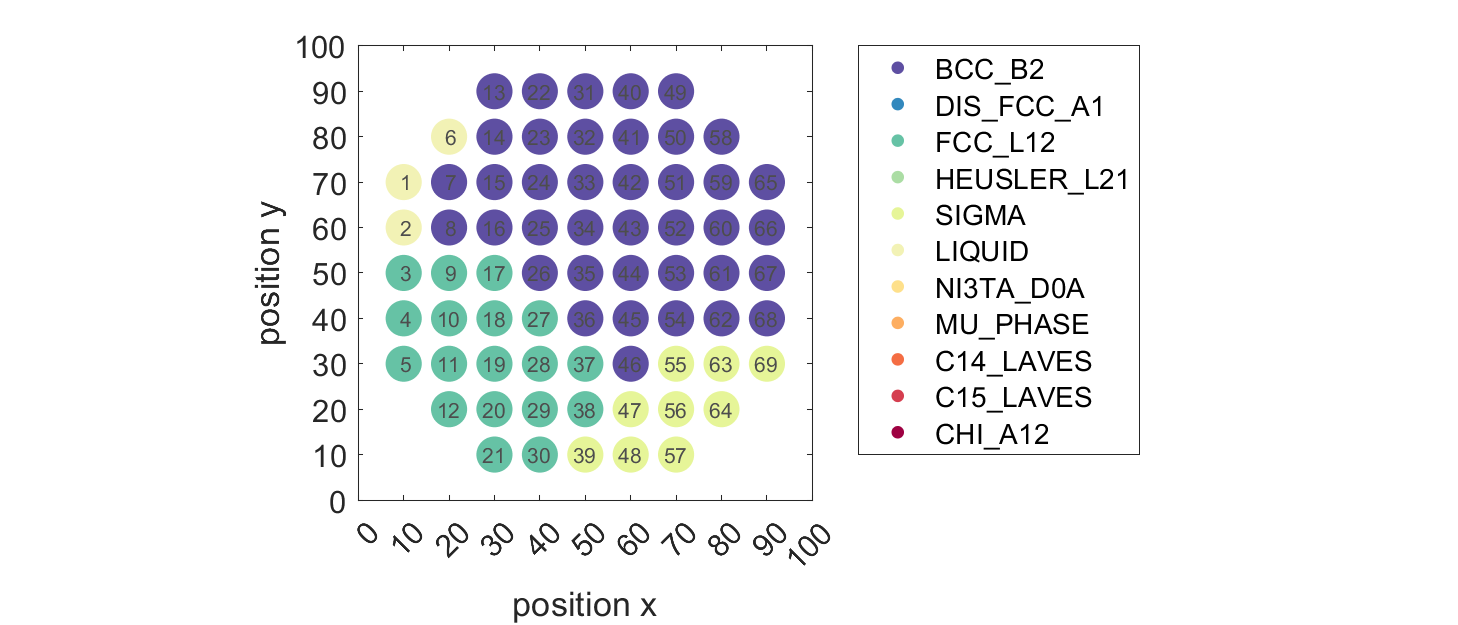 100
90
80
70
60
50
40
30
20
10
0
position y
13 22 31 40 49
6 14 23 32 41 50 58
1 7 15 24 33 42 51 59 65
2 8 16 25 34 43 52 60 66
3 9 17 26 35 44 53 61 67
4 10 18 27 36 45 54 62 68
5 11 19 28 37 46 55 63 69
12 20 29 38 47 56 64
21 30 39 48 57
0 10 20 30 40 50 60 70 80 90 100
position x
BCC_B2
DIS_FCC_A1
FCC_L12
HEUSLER_L21
SIGMA
LIQUID
NI3TA_D0A
MU_PHASE
C14_LAVES
C15_LAVES
CHI_A12